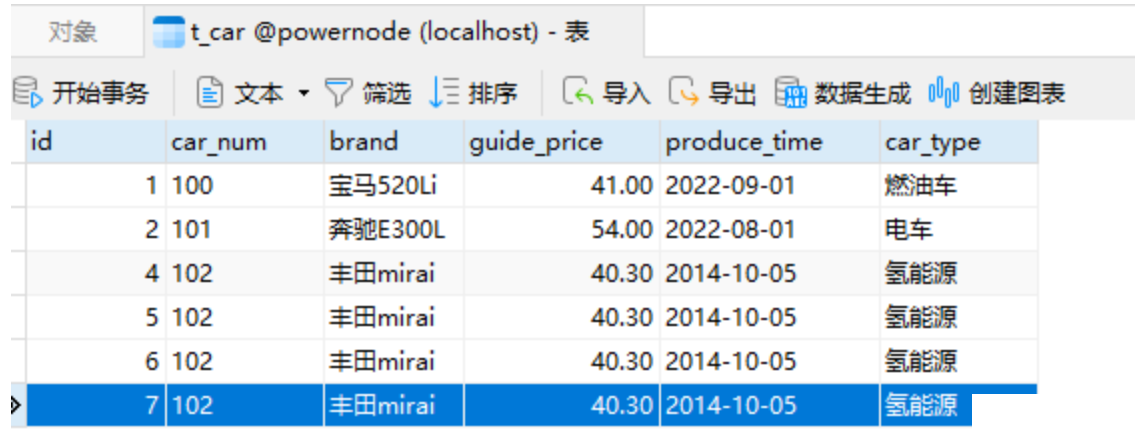 对象 t_car @powernode (localhost) - 表
开始事务 文本 筛选 排序 导入 导出 数据生成 创建图表
id car_num brand guide_price produce_time car_type
1 100 宝马520Li 41.00 2022-09-01 燃油车
2 101 奔驰E300L 54.00 2022-08-01 电车
4 102 丰田mirai 40.30 2014-10-05 氢能源
5 102 丰田mirai 40.30 2014-10-05 氢能源
6 102 丰田mirai 40.30 2014-10-05 氢能源
7 102 丰田mirai 40.30 2014-10-05 氢能源